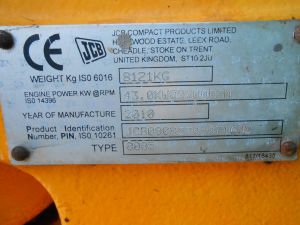 CE
JCB
JCB COMPACT PRODUCTS LIMITED
HAREWOOD ESTATE, LEEK ROAD,
CHEADLE, STOKE ON TRENT,
UNITED KINGDOM, ST10 2JU
WEIGHT Kg ISO 6016 8121KG
ENGINE POWER KW @RPM
ISO 14396
YEAR OF MANUFACTURE 2010
Product Identification
Number, PIN, ISO 10261
TYPE